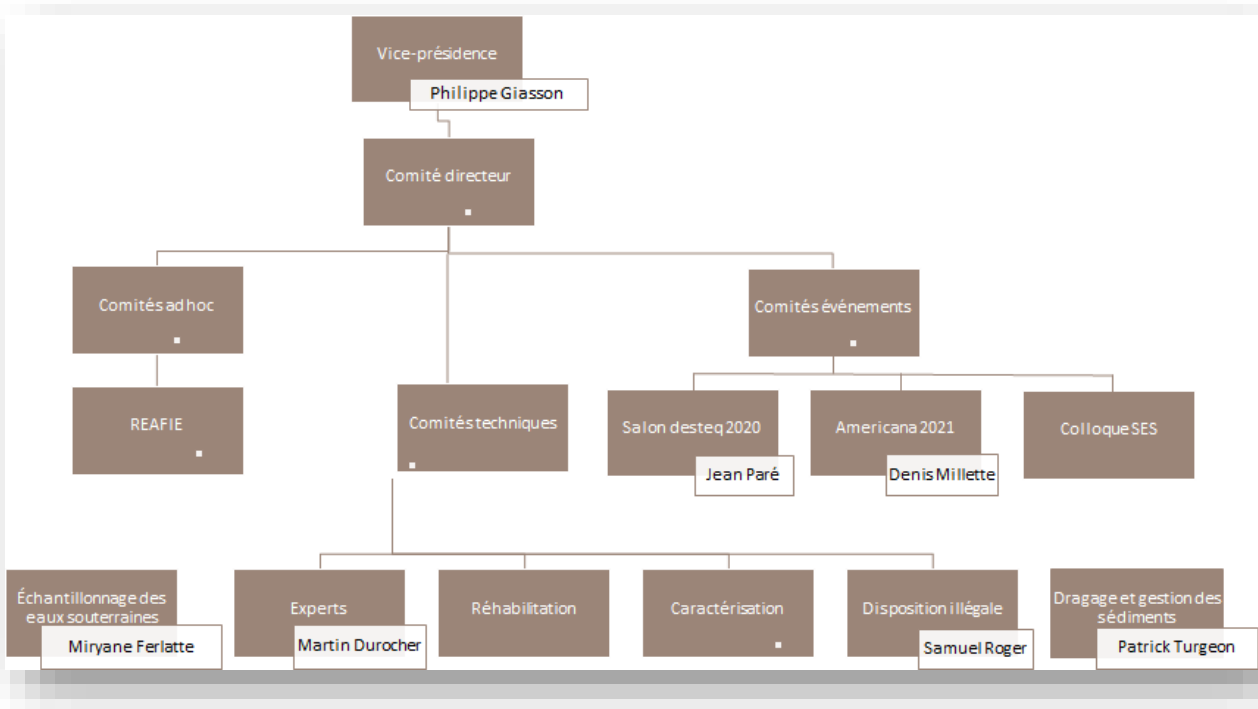 Vice-présidence
Philippe Giasson
Comité directeur
Comités ad hoc
Comités événements
REAFIE
Comités techniques
Salon desteq 2020
Jean Paré
Americana 2021
Denis Millette
Colloque SES
Échantillonnage des
eaux souterraines
Miryane Ferlatte
Experts
Martin Durocher
Réhabilitation
Caractérisation
Disposition illégale
Samuel Roger
Dragage et gestion des
sédiments
Patrick Turgeon